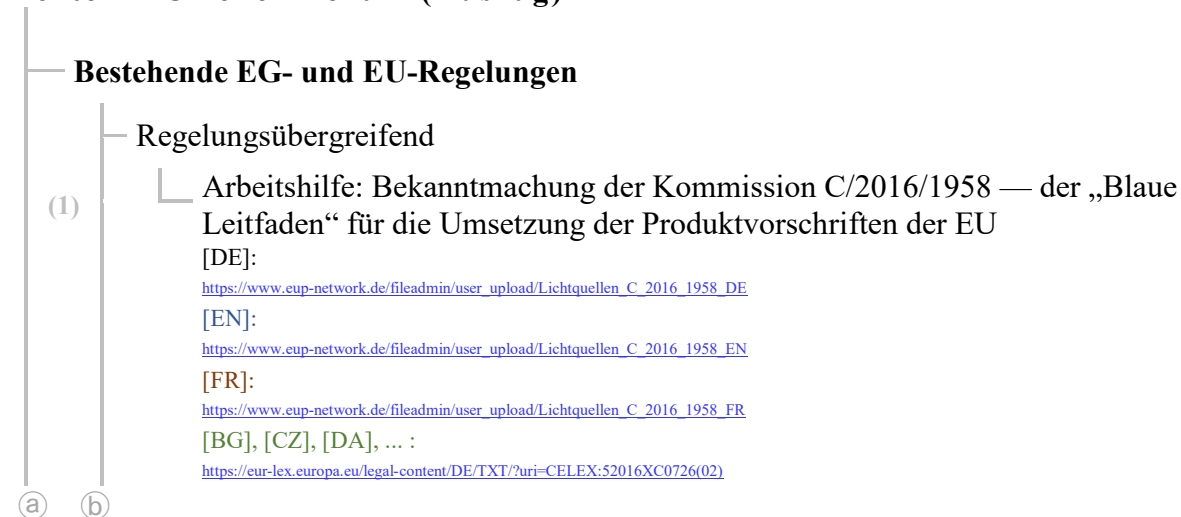 Bestehende EG- und EU-Regelungen
Regelungsübergreifend
(1)
Arbeitshilfe: Bekanntmachung der Kommission C/2016/1958 — der „Blaue
Leitfaden“ für die Umsetzung der Produktvorschriften der EU
[DE]:
https://www.eup-network.de/fileadmin/user_upload/Lichtquellen_C_2016_1958_DE
[EN]:
https://www.eup-network.de/fileadmin/user_upload/Lichtquellen_C_2016_1958_EN
[FR]:
https://www.eup-network.de/fileadmin/user_upload/Lichtquellen_C_2016_1958_FR
[BG], [CZ], [DA], ... :
https://eur-lex.europa.eu/legal-content/DE/TXT/?uri=CELEX:52016XC0726(02)
ⓐ ⓑ